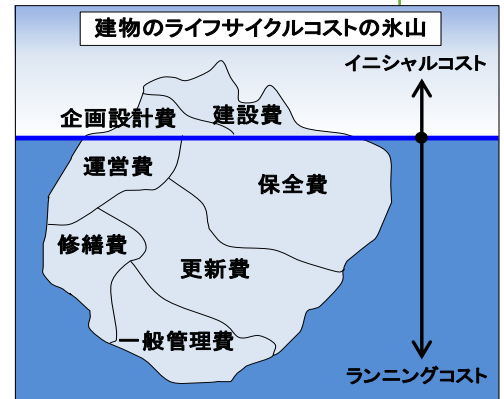 建物のライフサイクルコストの氷山
イニシャルコスト
企画設計費
建設費
運営費
保全費
修繕費
更新費
一般管理費
ランニングコスト